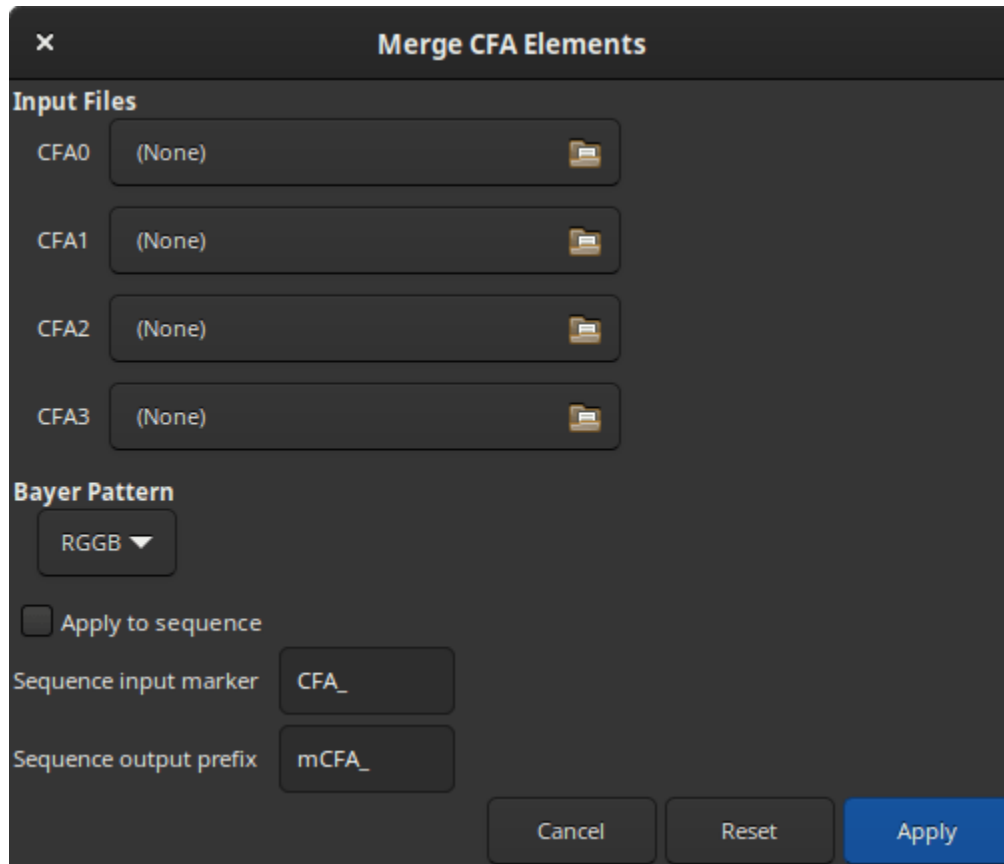 Merge CFA Elements
Input Files
CFA0 (None)
CFA1 (None)
CFA2 (None)
CFA3 (None)
Bayer Pattern
RGGB
Apply to sequence
Sequence input marker CFA_
Sequence output prefix mCFA_
Cancel Reset Apply